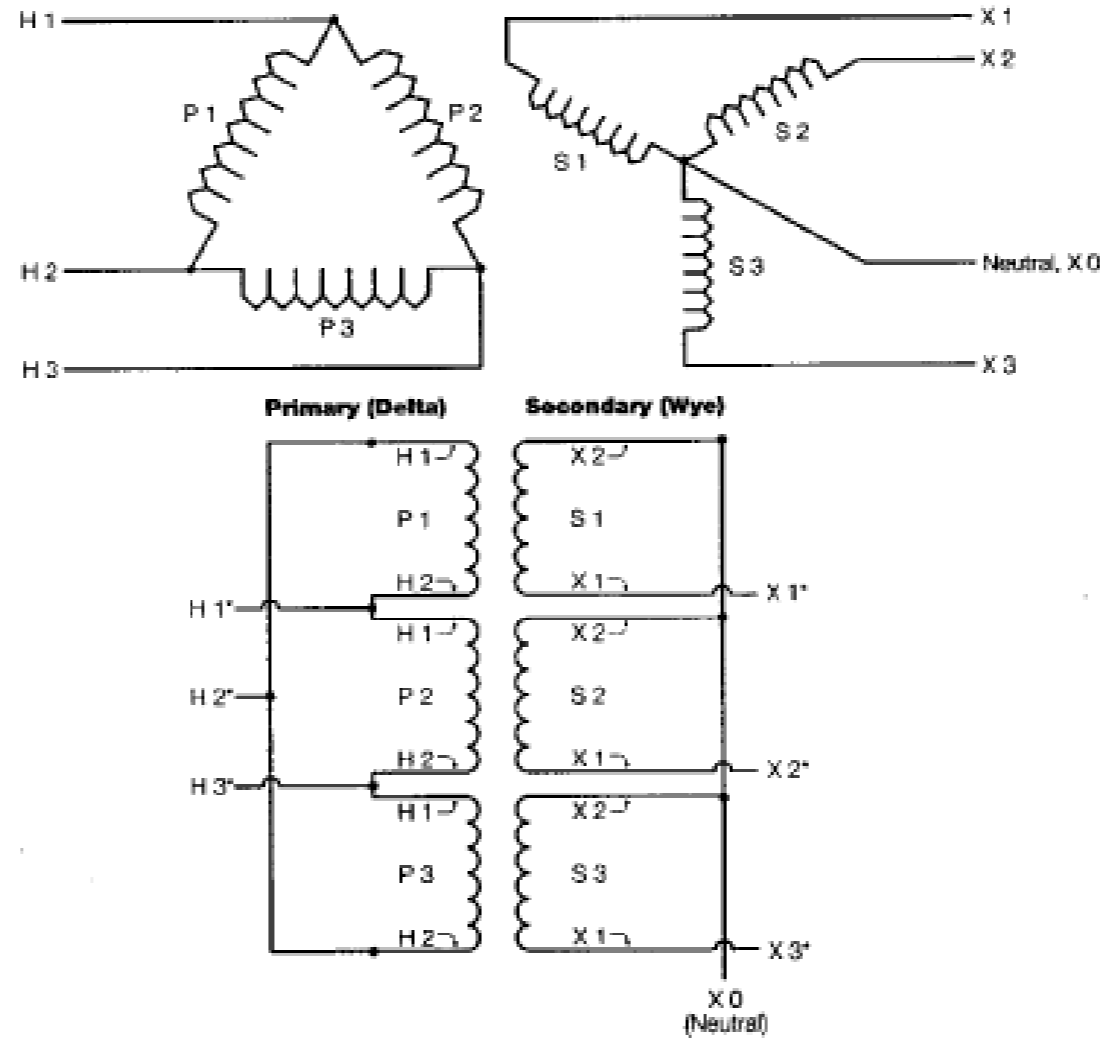 H 1
X 1
X 2
P 1
P 2
S 2
S 1
H 2
S 3
Neutral, X 0
P 3
H 3
X 3
Primary (Delta)
Secondary (Wye)
H 1
X 2
P 1
S 1
H 2
X 1
H 1*
X 1*
H 1
X 2
H 2*
P 2
S 2
H 2
X 1
X 2*
H 3*
H 1
X 2
P 3
S 3
H 2
X 1
X 3*
X 0
(Neutral)